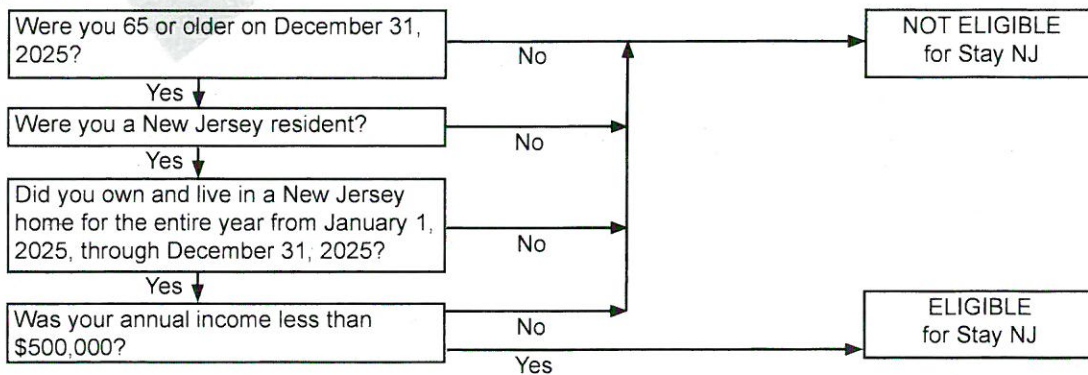 Were you 65 or older on December 31,
2025?
No
NOT ELIGIBLE
for Stay NJ
Yes
Were you a New Jersey resident?
No
Yes
Did you own and live in a New Jersey
home for the entire year from January 1,
2025, through December 31, 2025?
No
Yes
Was your annual income less than
$500,000?
No
Yes
ELIGIBLE
for Stay NJ